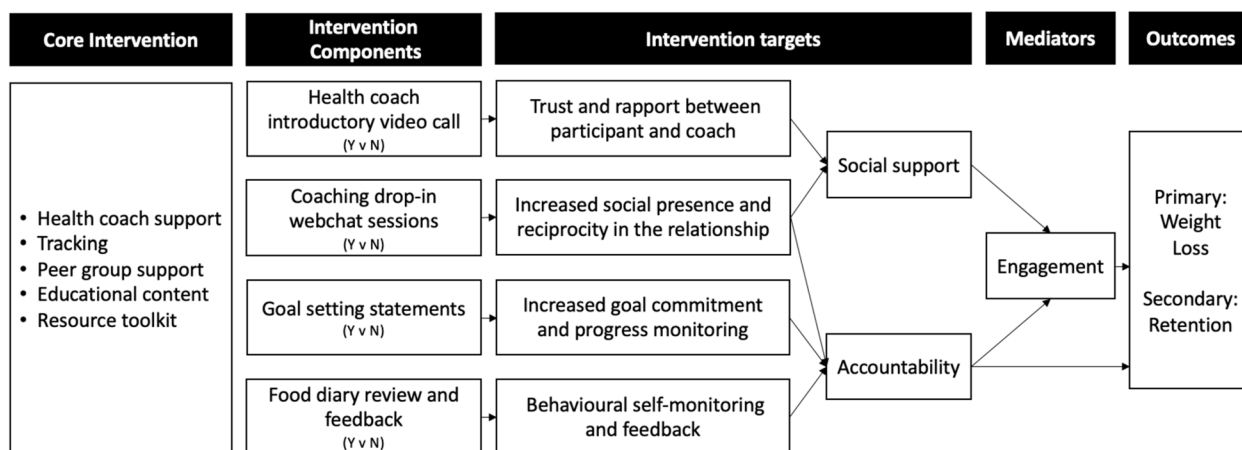 Core Intervention
Intervention
Components
Intervention targets
Mediators
Outcomes
• Health coach support
• Tracking
• Peer group support
• Educational content
• Resource toolkit
Health coach
introductory video call
(Y v N)
Coaching drop-in
webchat sessions
(Y v N)
Goal setting statements
(Y v N)
Food diary review and
feedback
(Y v N)
Trust and rapport between
participant and coach
Increased social presence and
reciprocity in the relationship
Increased goal commitment
and progress monitoring
Behavioural self-monitoring
and feedback
Social support
Accountability
Engagement
Primary:
Weight
Loss
Secondary:
Retention